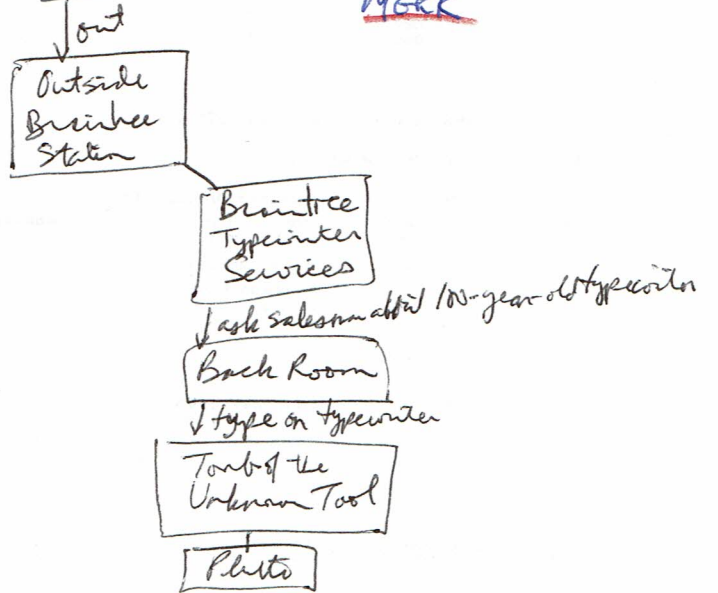 out
Outside
Braintree
Station
Braintree
Typewriter
Services
ask salesman about 100-year-old typewriter
Back Room
type on typewriter
Tomb of the
Unknown Tool
Pluto